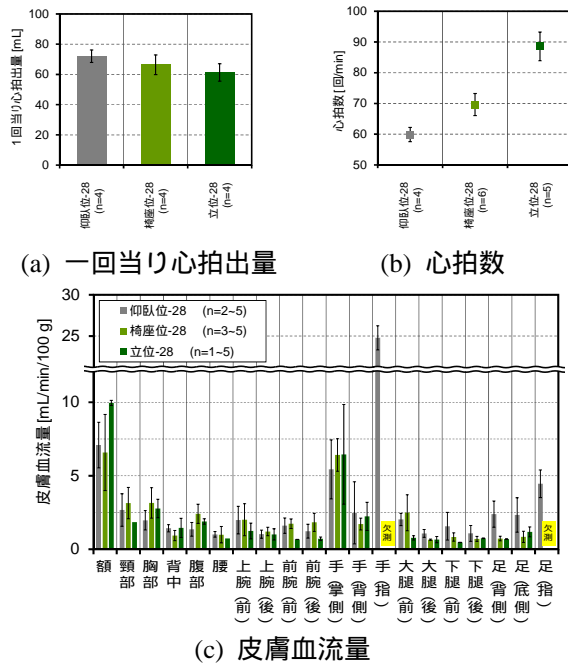 100
80
60
40
20
0
1回当り心拍出量 [mL]
仰臥位-28
(n=4)
椅座位-28
(n=4)
立位-28
(n=4)
(a) 一回当り心拍出量
100
90
80
70
60
50
心拍数 [回/min]
仰臥位-28
(n=4)
椅座位-28
(n=6)
立位-28
(n=5)
(b) 心拍数
30
25
10
5
0
皮膚血流量 [mL/min/100 g]
仰臥位-28 (n=2~5)
椅座位-28 (n=3~5)
立位-28 (n=1~5)
欠測
欠測
額
頸部
胸部
背中
腹部
腰
上腕(前)
上腕(後)
前腕(前)
前腕(後)
手(掌側)
手(背側)
手(指)
大腿(前)
大腿(後)
下腿(前)
下腿(後)
足(背側)
足(底側)
足(指)
(c) 皮膚血流量